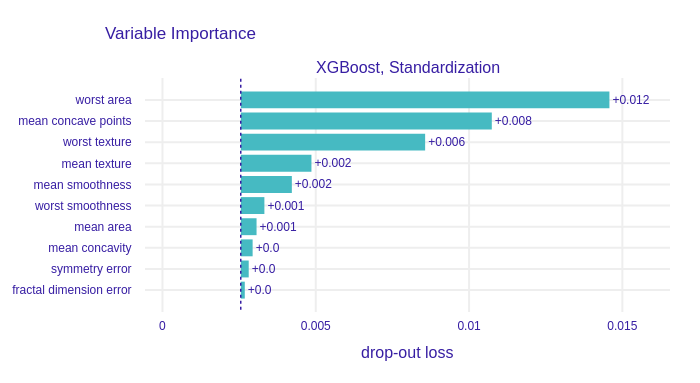 Variable Importance
XGBoost, Standardization
worst area +0.012
mean concave points +0.008
worst texture +0.006
mean texture +0.002
mean smoothness +0.002
worst smoothness +0.001
mean area +0.001
mean concavity +0.0
symmetry error +0.0
fractal dimension error +0.0
0 0.005 0.01 0.015
drop-out loss